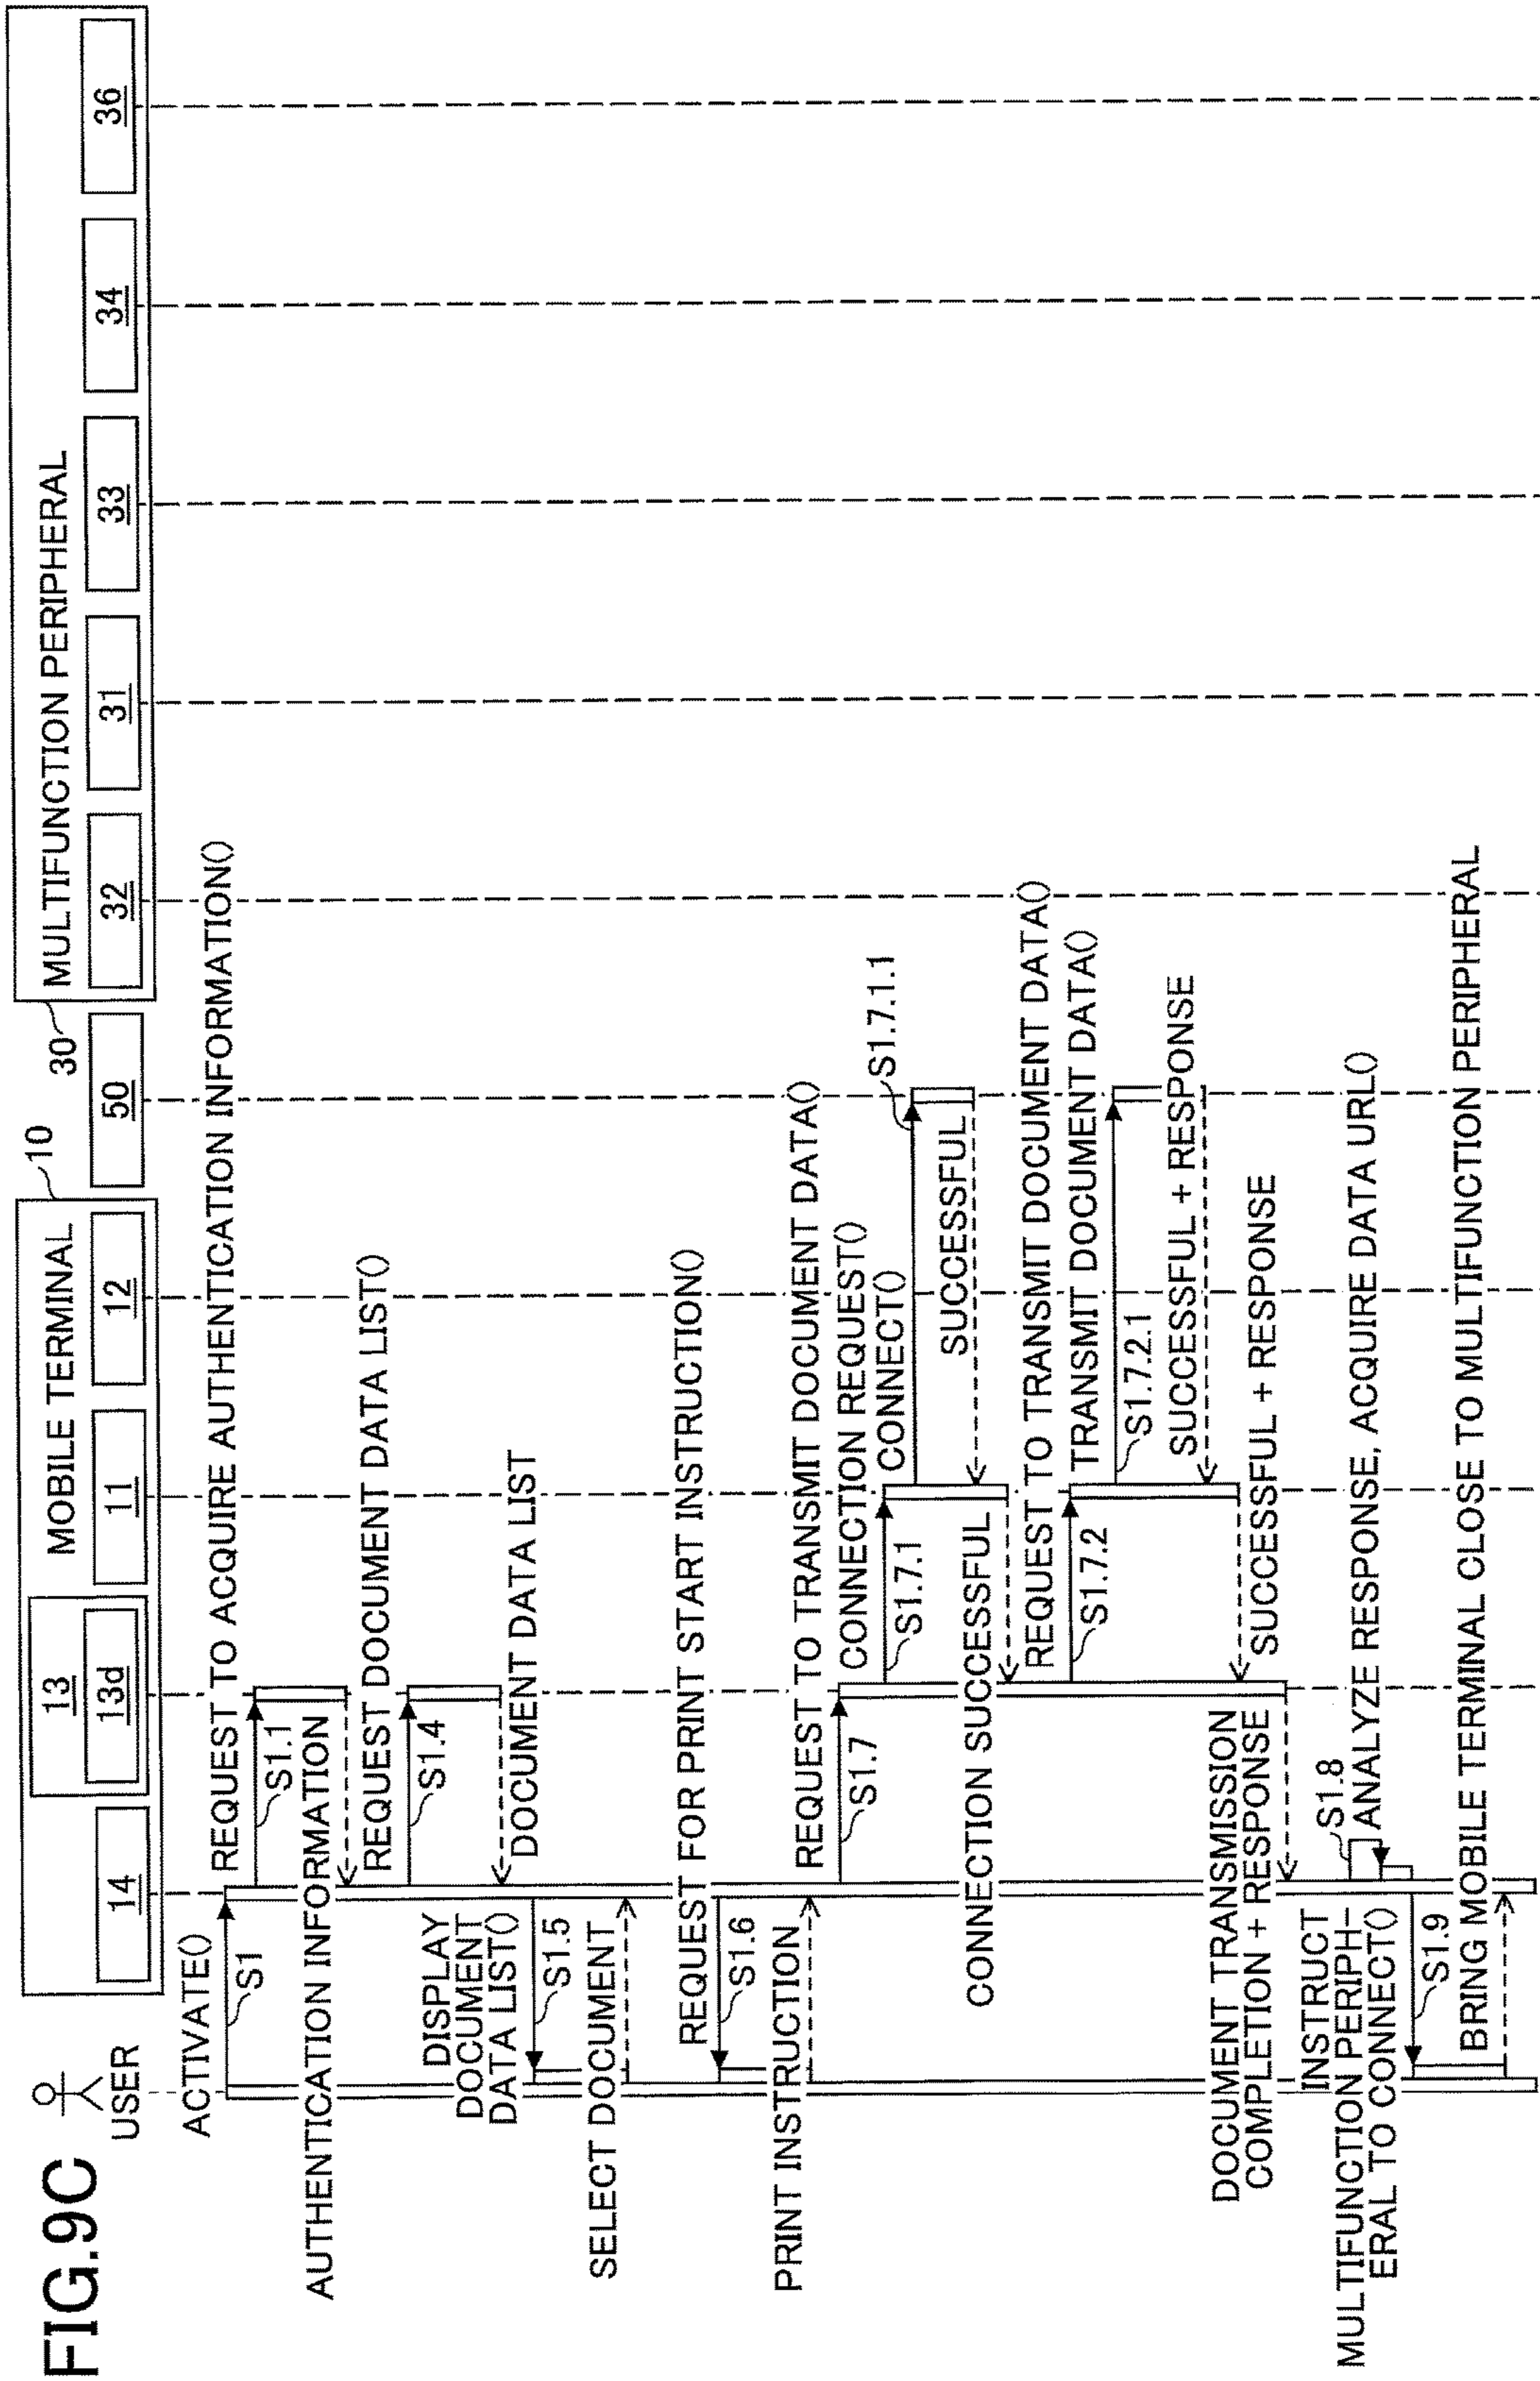 FIG.9C
USER
MOBILE TERMINAL
10
14
13
13d
11
12
50
30
MULTIFUNCTION PERIPHERAL
32
31
33
34
36
ACTIVATE()
S1
REQUEST TO ACQUIRE AUTHENTICATION INFORMATION()
S1.1
AUTHENTICATION INFORMATION
REQUEST DOCUMENT DATA LIST()
S1.4
DOCUMENT DATA LIST
DISPLAY
DOCUMENT
DATA LIST()
S1.5
SELECT DOCUMENT
REQUEST FOR PRINT START INSTRUCTION()
S1.6
PRINT INSTRUCTION
REQUEST TO TRANSMIT DOCUMENT DATA()
S1.7
CONNECTION REQUEST()
S1.7.1
CONNECT()
S1.7.1.1
SUCCESSFUL
CONNECTION SUCCESSFUL
REQUEST TO TRANSMIT DOCUMENT DATA()
S1.7.2
TRANSMIT DOCUMENT DATA()
S1.7.2.1
SUCCESSFUL + RESPONSE
SUCCESSFUL + RESPONSE
DOCUMENT TRANSMISSION
COMPLETION + RESPONSE
S1.8
ANALYZE RESPONSE, ACQUIRE DATA URL()
INSTRUCT
MULTIFUNCTION PERIPH-
ERAL TO CONNECT()
S1.9
BRING MOBILE TERMINAL CLOSE TO MULTIFUNCTION PERIPHERAL